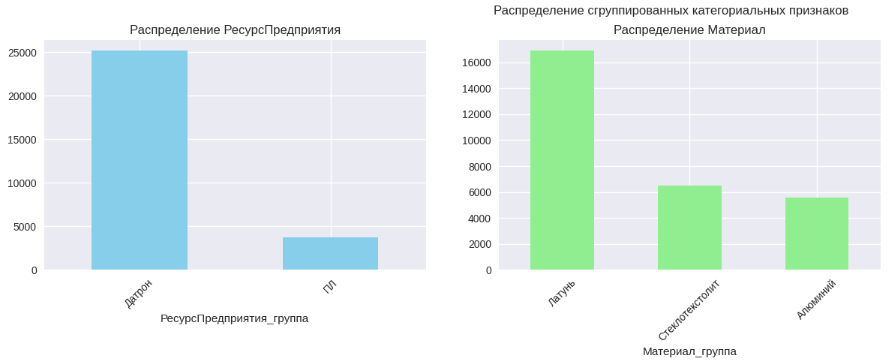 Распределение сгруппированных категориальных признаков
Распределение РесурсПредприятия
25000
20000
15000
10000
5000
0
Датрон
ПЛ
РесурсПредприятия_группа
Распределение Материал
16000
14000
12000
10000
8000
6000
4000
2000
0
Латунь
Стеклотекстолит
Алюминий
Материал_группа